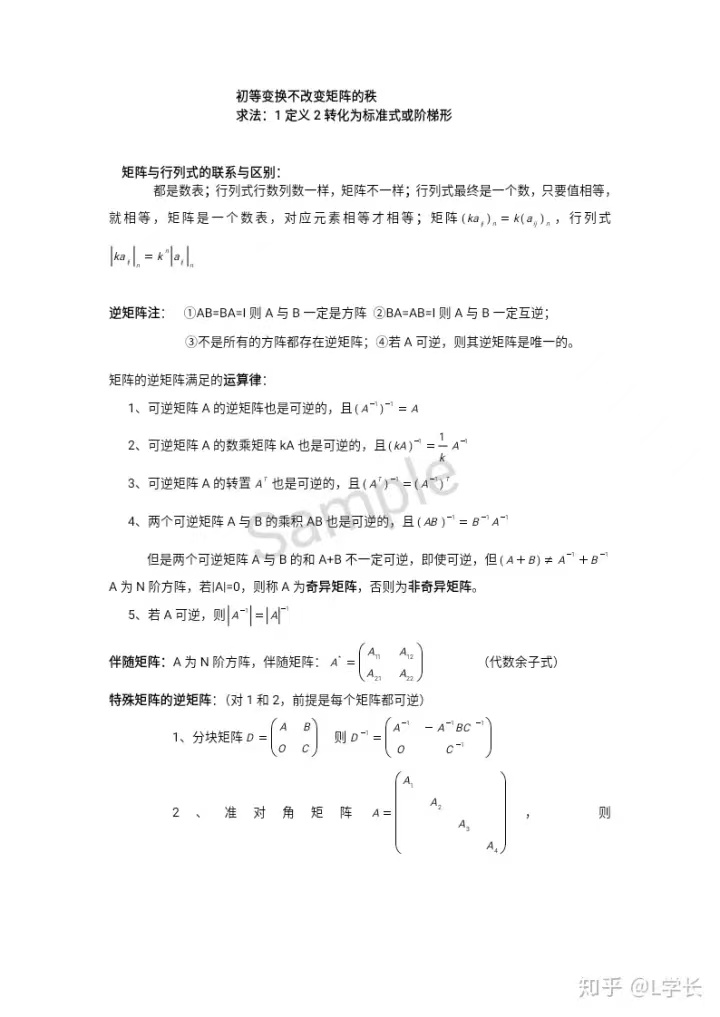 初等变换不改变矩阵的秩
求法：1 定义 2 转化为标准式或阶梯形
矩阵与行列式的联系与区别：
都是数表；行列式行数列数一样，矩阵不一样；行列式最终是一个数，只要值相等，
就相等，矩阵是一个数表，对应元素相等才相等；矩阵 (ka_{ij})_n = k(a_{ij})_n，行列式
|ka_{ij}|_n = k^n |a_{ij}|_n
逆矩阵注： ①AB=BA=I 则 A 与 B 一定是方阵 ②BA=AB=I 则 A 与 B 一定互逆；
③不是所有的方阵都存在逆矩阵；④若 A 可逆，则其逆矩阵是唯一的。
矩阵的逆矩阵满足的运算律：
1、可逆矩阵 A 的逆矩阵也是可逆的，且 (A^{-1})^{-1} = A
2、可逆矩阵 A 的数乘矩阵 kA 也是可逆的，且 (kA)^{-1} = \frac{1}{k} A^{-1}
3、可逆矩阵 A 的转置 A^T 也是可逆的，且 (A^T)^{-1} = (A^{-1})^T
4、两个可逆矩阵 A 与 B 的乘积 AB 也是可逆的，且 (AB)^{-1} = B^{-1}A^{-1}
但是两个可逆矩阵 A 与 B 的和 A+B 不一定可逆，即使可逆，但 (A+B) ≠ A^{-1} + B^{-1}
A 为 N 阶方阵，若|A|=0，则称 A 为奇异矩阵，否则为非奇异矩阵。
5、若 A 可逆，则 |A^{-1}| = |A|^{-1}
伴随矩阵：A 为 N 阶方阵，伴随矩阵： A^* = \begin{pmatrix} A_{11} & A_{12} \\ A_{21} & A_{22} \end{pmatrix} （代数余子式）
特殊矩阵的逆矩阵：（对 1 和 2，前提是每个矩阵都可逆）
1、分块矩阵 D = \begin{pmatrix} A & B \\ O & C \end{pmatrix} 则 D^{-1} = \begin{pmatrix} A^{-1} & -A^{-1}BC^{-1} \\ O & C^{-1} \end{pmatrix}
2 、 准 对 角 矩 阵 A = \begin{pmatrix} A_1 & & & \\ & A_2 & & \\ & & A_3 & \\ & & & A_4 \end{pmatrix} ， 则
Sample
知乎 @L学长